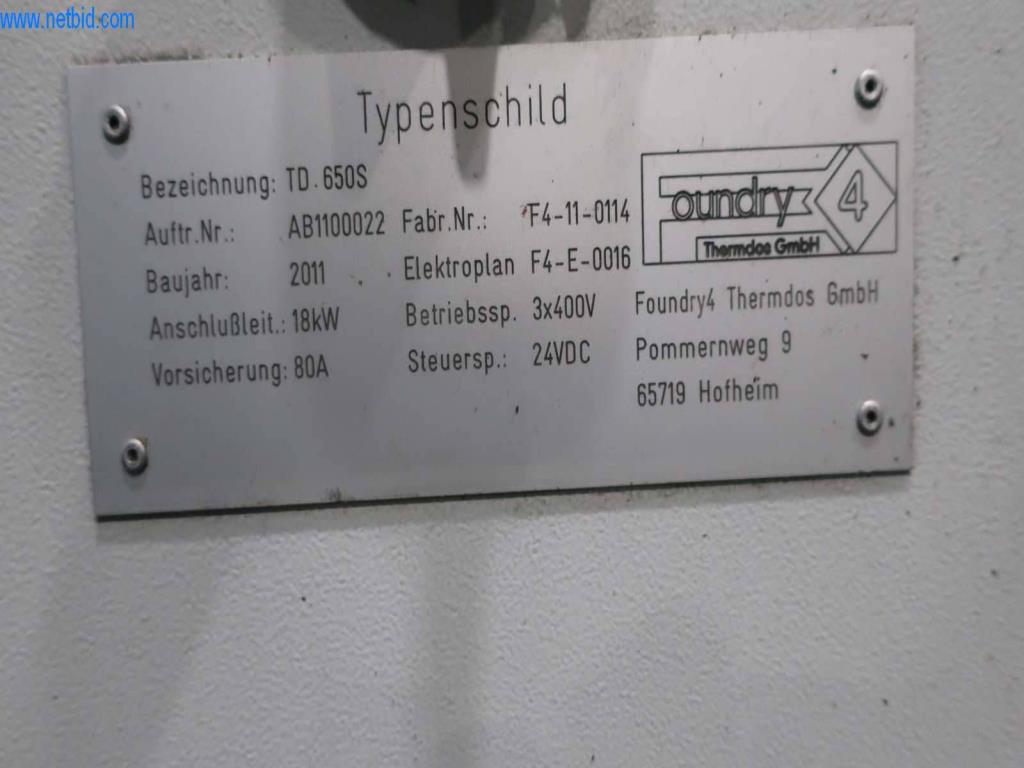 www.netbid.com
Typenschild
Bezeichnung: TD.650S
Auftr.Nr.: AB1100022 Fabr.Nr.: F4-11-0114
Baujahr: 2011 Elektroplan F4-E-0016
Anschlußleit.: 18kW Betriebssp. 3x400V
Vorsicherung: 80A Steuersp.: 24VDC
Foundry 4
Thermdos GmbH
Foundry4 Thermdos GmbH
Pommernweg 9
65719 Hofheim